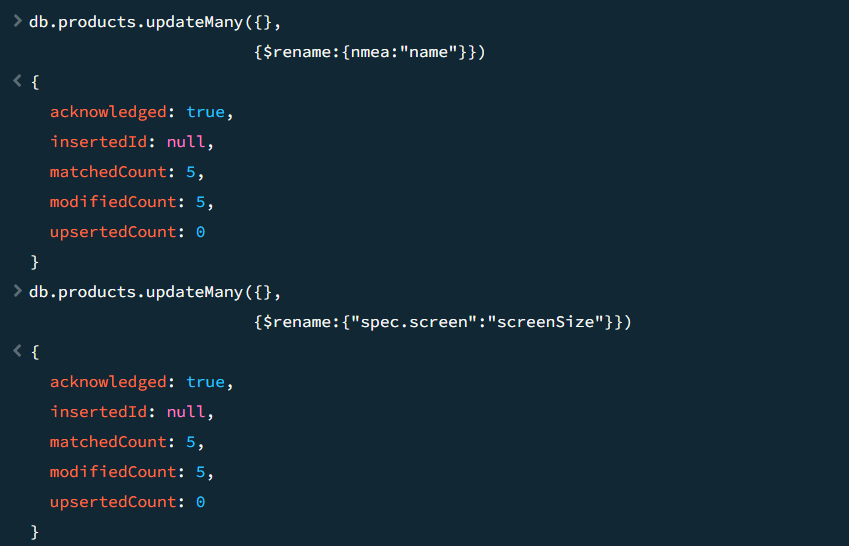 > db.products.updateMany({},
{$rename:{nmea:"name"}})
< {
acknowledged: true,
insertedId: null,
matchedCount: 5,
modifiedCount: 5,
upsertedCount: 0
}
> db.products.updateMany({},
{$rename:{"spec.screen":"screenSize"}})
< {
acknowledged: true,
insertedId: null,
matchedCount: 5,
modifiedCount: 5,
upsertedCount: 0
}